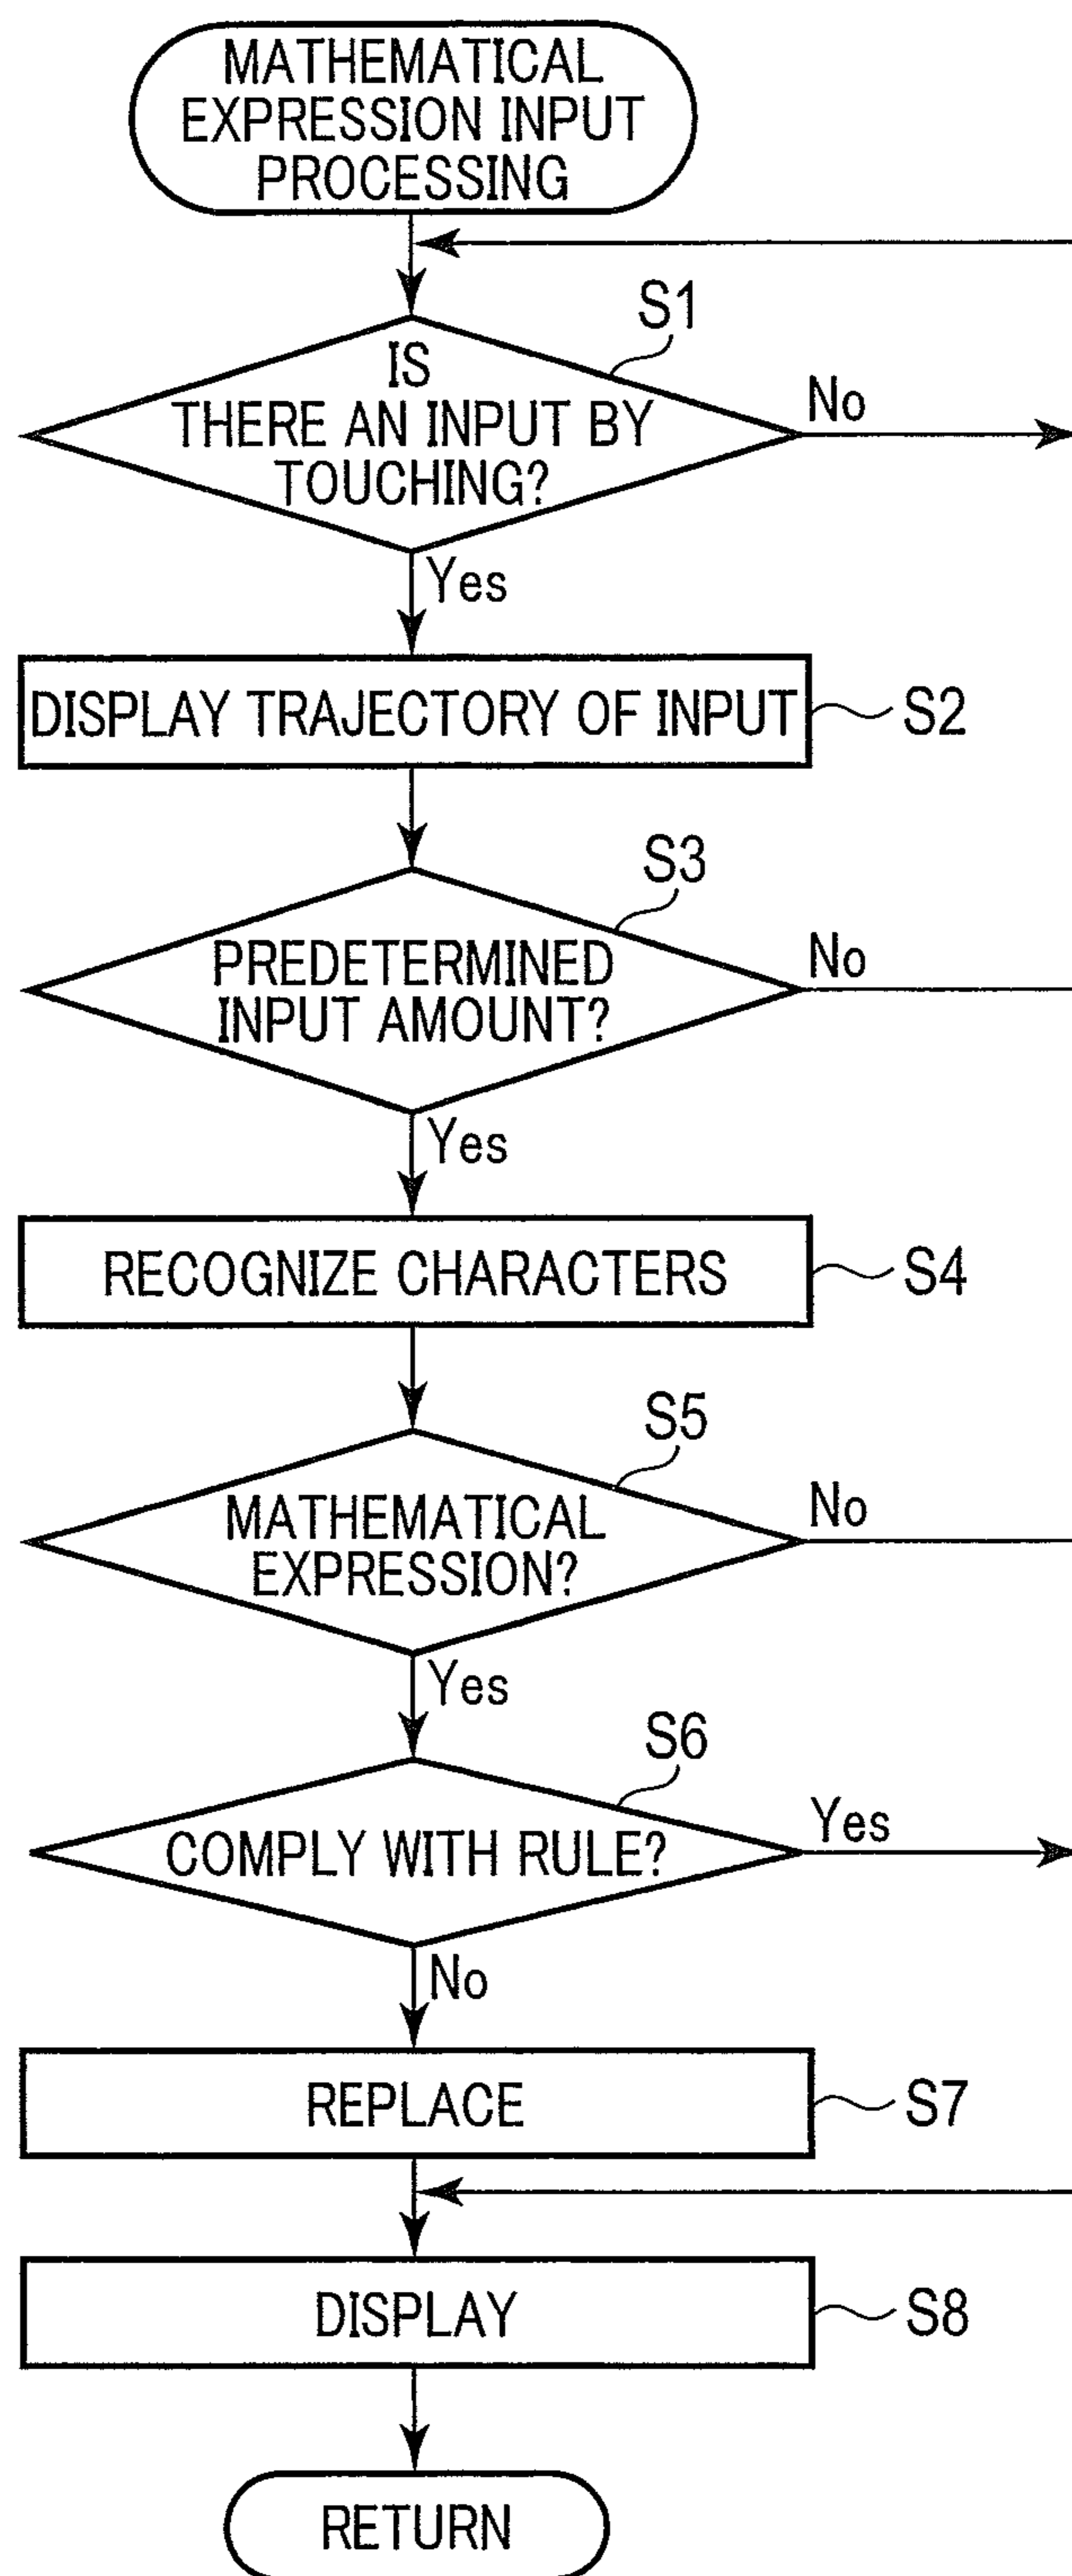 MATHEMATICAL
EXPRESSION INPUT
PROCESSING
S1
IS
THERE AN INPUT BY
TOUCHING?
No
Yes
DISPLAY TRAJECTORY OF INPUT
S2
S3
PREDETERMINED
INPUT AMOUNT?
No
Yes
RECOGNIZE CHARACTERS
S4
S5
MATHEMATICAL
EXPRESSION?
No
Yes
S6
COMPLY WITH RULE?
Yes
No
REPLACE
S7
DISPLAY
S8
RETURN